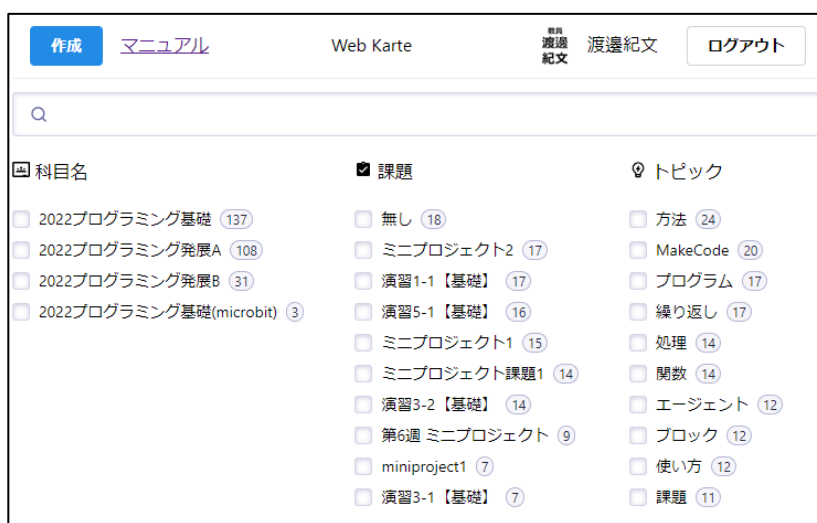 作成 マニュアル Web Karte 教員 渡邊 紀文 渡邊紀文 ログアウト
科目名
2022プログラミング基礎 137
2022プログラミング発展A 108
2022プログラミング発展B 31
2022プログラミング基礎(microbit) 3
課題
無し 18
ミニプロジェクト2 17
演習1-1【基礎】 17
演習5-1【基礎】 16
ミニプロジェクト1 15
ミニプロジェクト課題1 14
演習3-2【基礎】 14
第6週 ミニプロジェクト 9
miniproject1 7
演習3-1【基礎】 7
トピック
方法 24
MakeCode 20
プログラム 17
繰り返し 17
処理 14
関数 14
エージェント 12
ブロック 12
使い方 12
課題 11